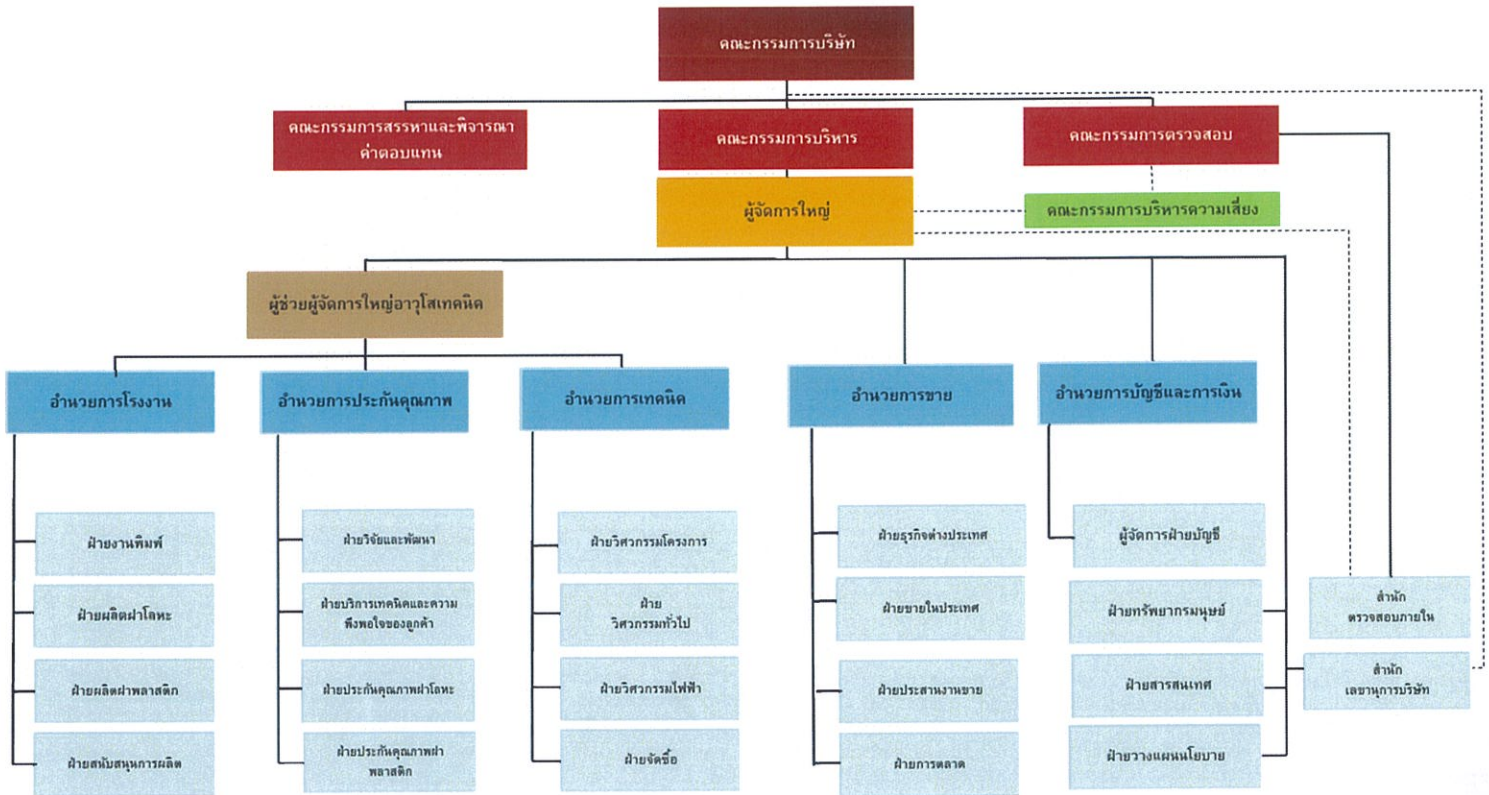 คณะกรรมการบริษัท
คณะกรรมการสรรหาและพิจารณา
ค่าตอบแทน
คณะกรรมการบริหาร
คณะกรรมการตรวจสอบ
ผู้จัดการใหญ่
คณะกรรมการบริหารความเสี่ยง
ผู้ช่วยผู้จัดการใหญ่อาวุโสเทคนิค
อำนวยการโรงงาน
อำนวยการประกันคุณภาพ
อำนวยการเทคนิค
อำนวยการขาย
อำนวยการบัญชีและการเงิน
ฝ่ายงานพิมพ์
ฝ่ายผลิตฝาโลหะ
ฝ่ายผลิตฝาพลาสติก
ฝ่ายสนับสนุนการผลิต
ฝ่ายวิจัยและพัฒนา
ฝ่ายบริการเทคนิคและความ
พึงพอใจของลูกค้า
ฝ่ายประกันคุณภาพฝาโลหะ
ฝ่ายประกันคุณภาพฝา
พลาสติก
ฝ่ายวิศวกรรมโครงการ
ฝ่าย
วิศวกรรมทั่วไป
ฝ่ายวิศวกรรมไฟฟ้า
ฝ่ายจัดซื้อ
ฝ่ายธุรกิจต่างประเทศ
ฝ่ายขายในประเทศ
ฝ่ายประสานงานขาย
ฝ่ายการตลาด
ผู้จัดการฝ่ายบัญชี
ฝ่ายทรัพยากรมนุษย์
ฝ่ายสารสนเทศ
ฝ่ายวางแผนนโยบาย
สำนัก
ตรวจสอบภายใน
สำนัก
เลขานุการบริษัท